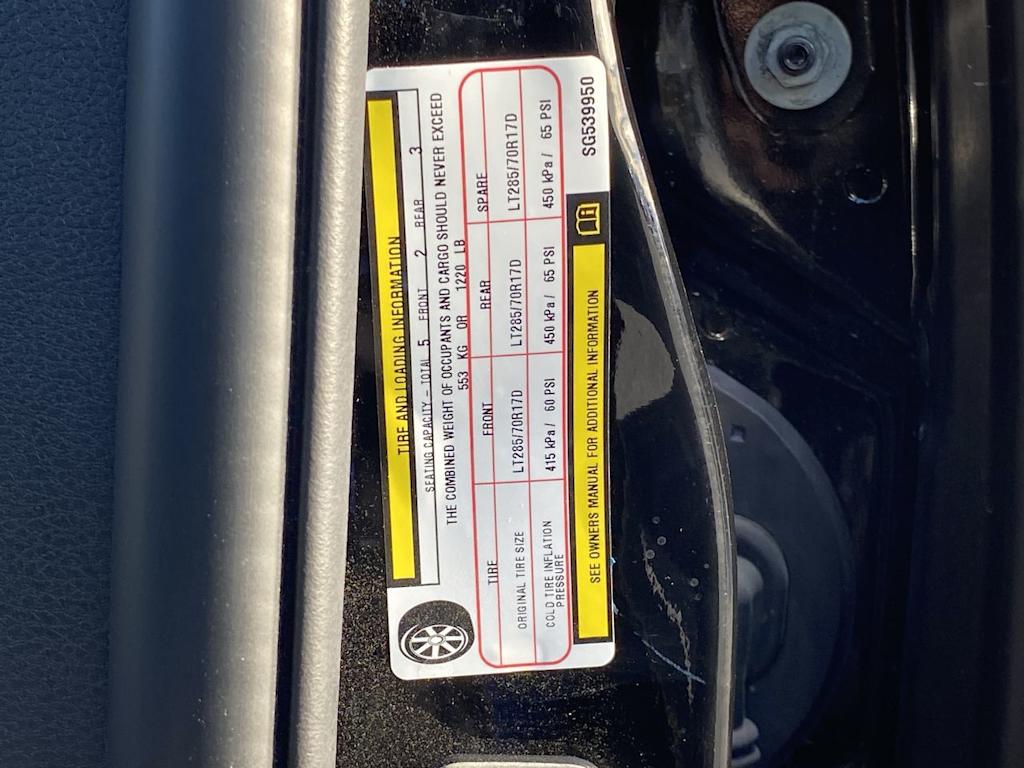 TIRE AND LOADING INFORMATION
SEATING CAPACITY – TOTAL 5 FRONT 2 REAR 3
THE COMBINED WEIGHT OF OCCUPANTS AND CARGO SHOULD NEVER EXCEED
553 KG OR 1220 LB
TIRE FRONT REAR SPARE
ORIGINAL TIRE SIZE LT285/70R17D LT285/70R17D LT285/70R17D
COLD TIRE INFLATION
PRESSURE 415 kPa / 60 PSI 450 kPa / 65 PSI 450 kPa / 65 PSI
SEE OWNERS MANUAL FOR ADDITIONAL INFORMATION
SG539950